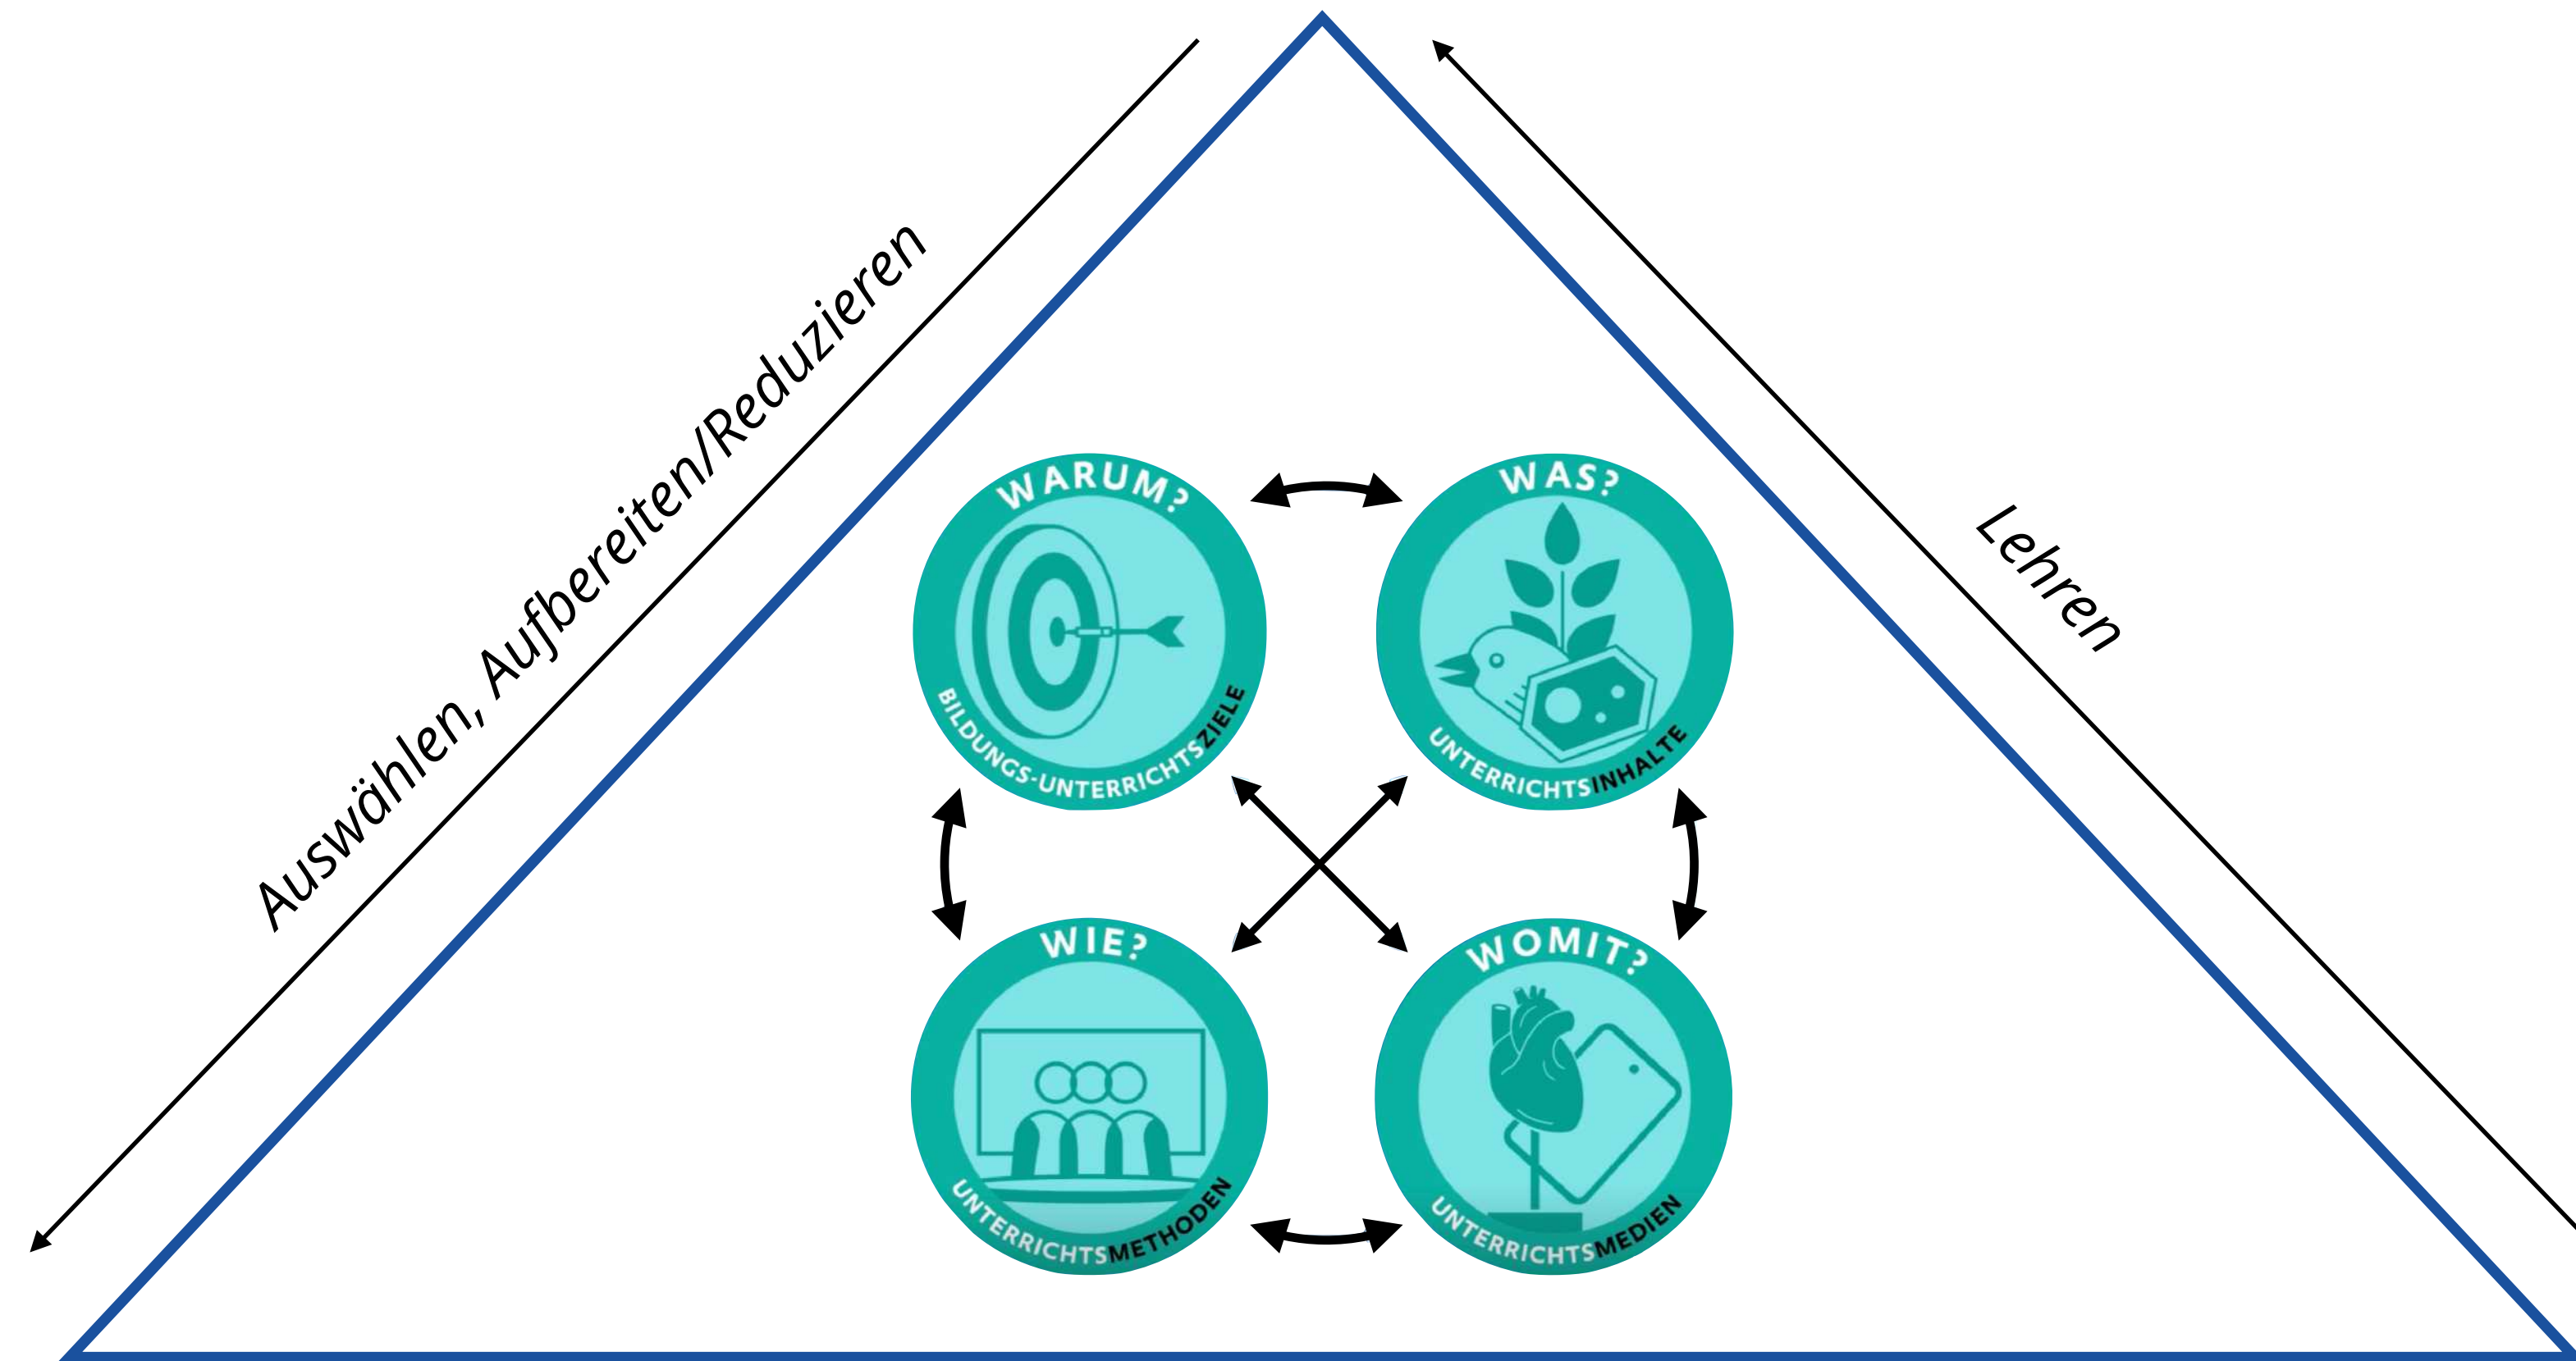 Auswählen, Aufbereiten/Reduzieren
Lehren
WARUM?
BILDUNGS-UNTERRICHTSZIELE
WAS?
UNTERRICHTSINHALTE
WIE?
UNTERRICHTSMETHODEN
WOMIT?
UNTERRICHTSMEDIEN